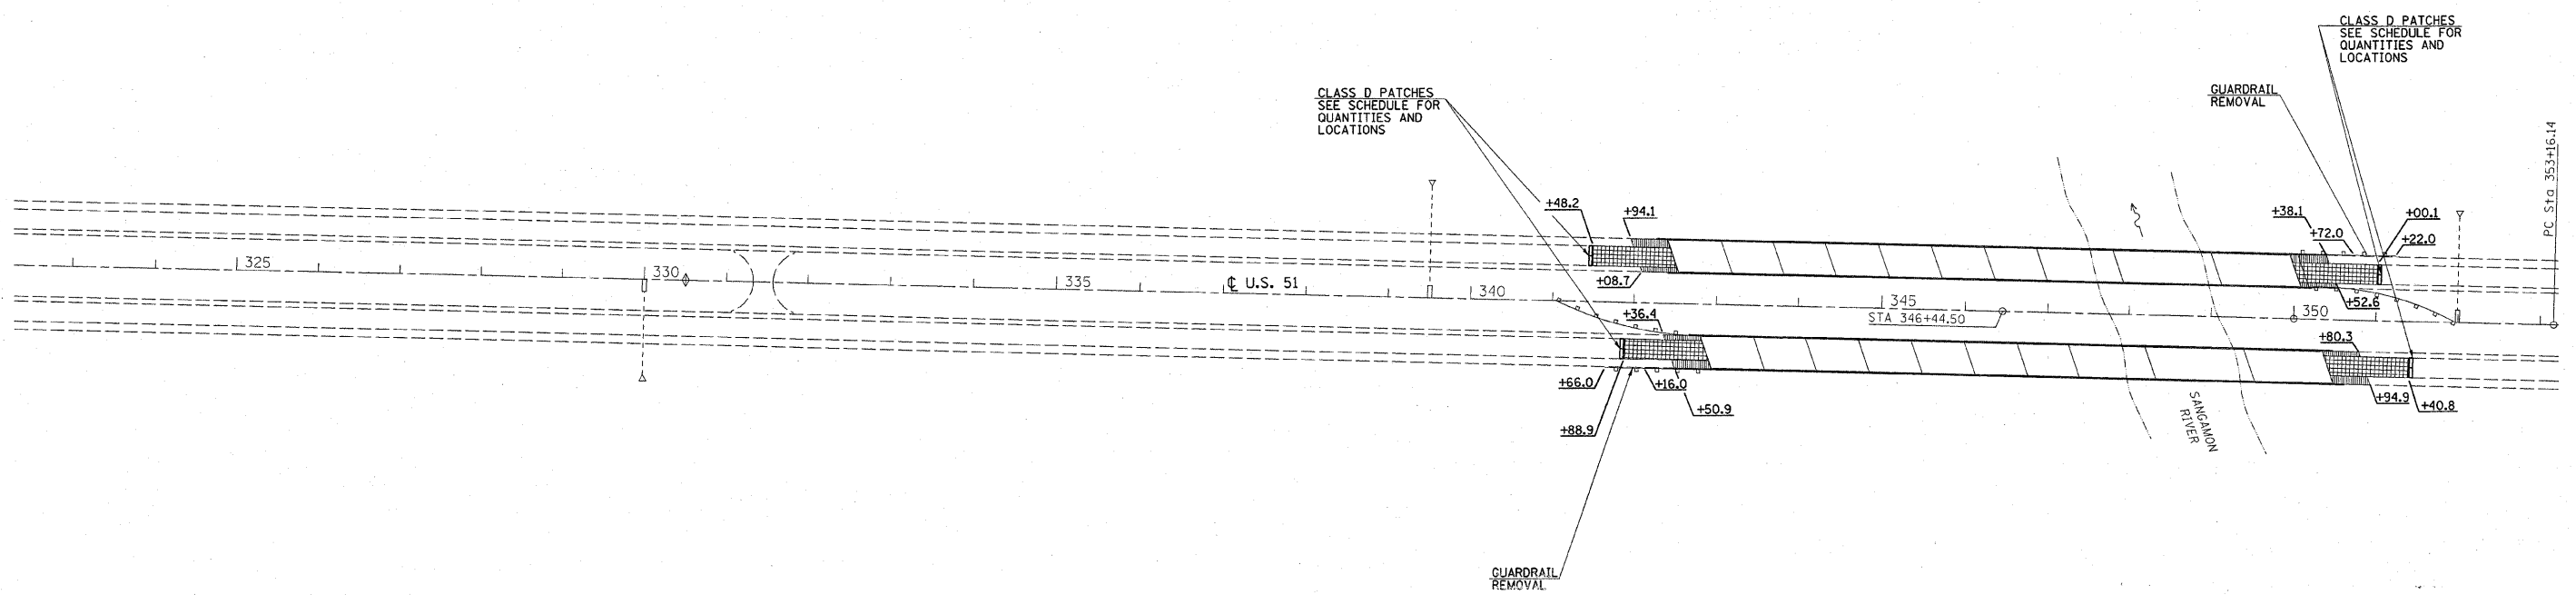 CLASS D PATCHES
SEE SCHEDULE FOR
QUANTITIES AND
LOCATIONS
GUARDRAIL
REMOVAL
CLASS D PATCHES
SEE SCHEDULE FOR
QUANTITIES AND
LOCATIONS
PC Sta 353+16.14
+48.2
+94.1
+38.1
+72.0
+00.1
+22.0
325
330
335
℄ U.S. 51
340
345
350
+08.7
+52.6
STA 346+44.50
+36.4
+80.3
+66.0
+16.0
+50.9
+88.9
+94.9
+40.8
SANGAMON
RIVER
GUARDRAIL
REMOVAL